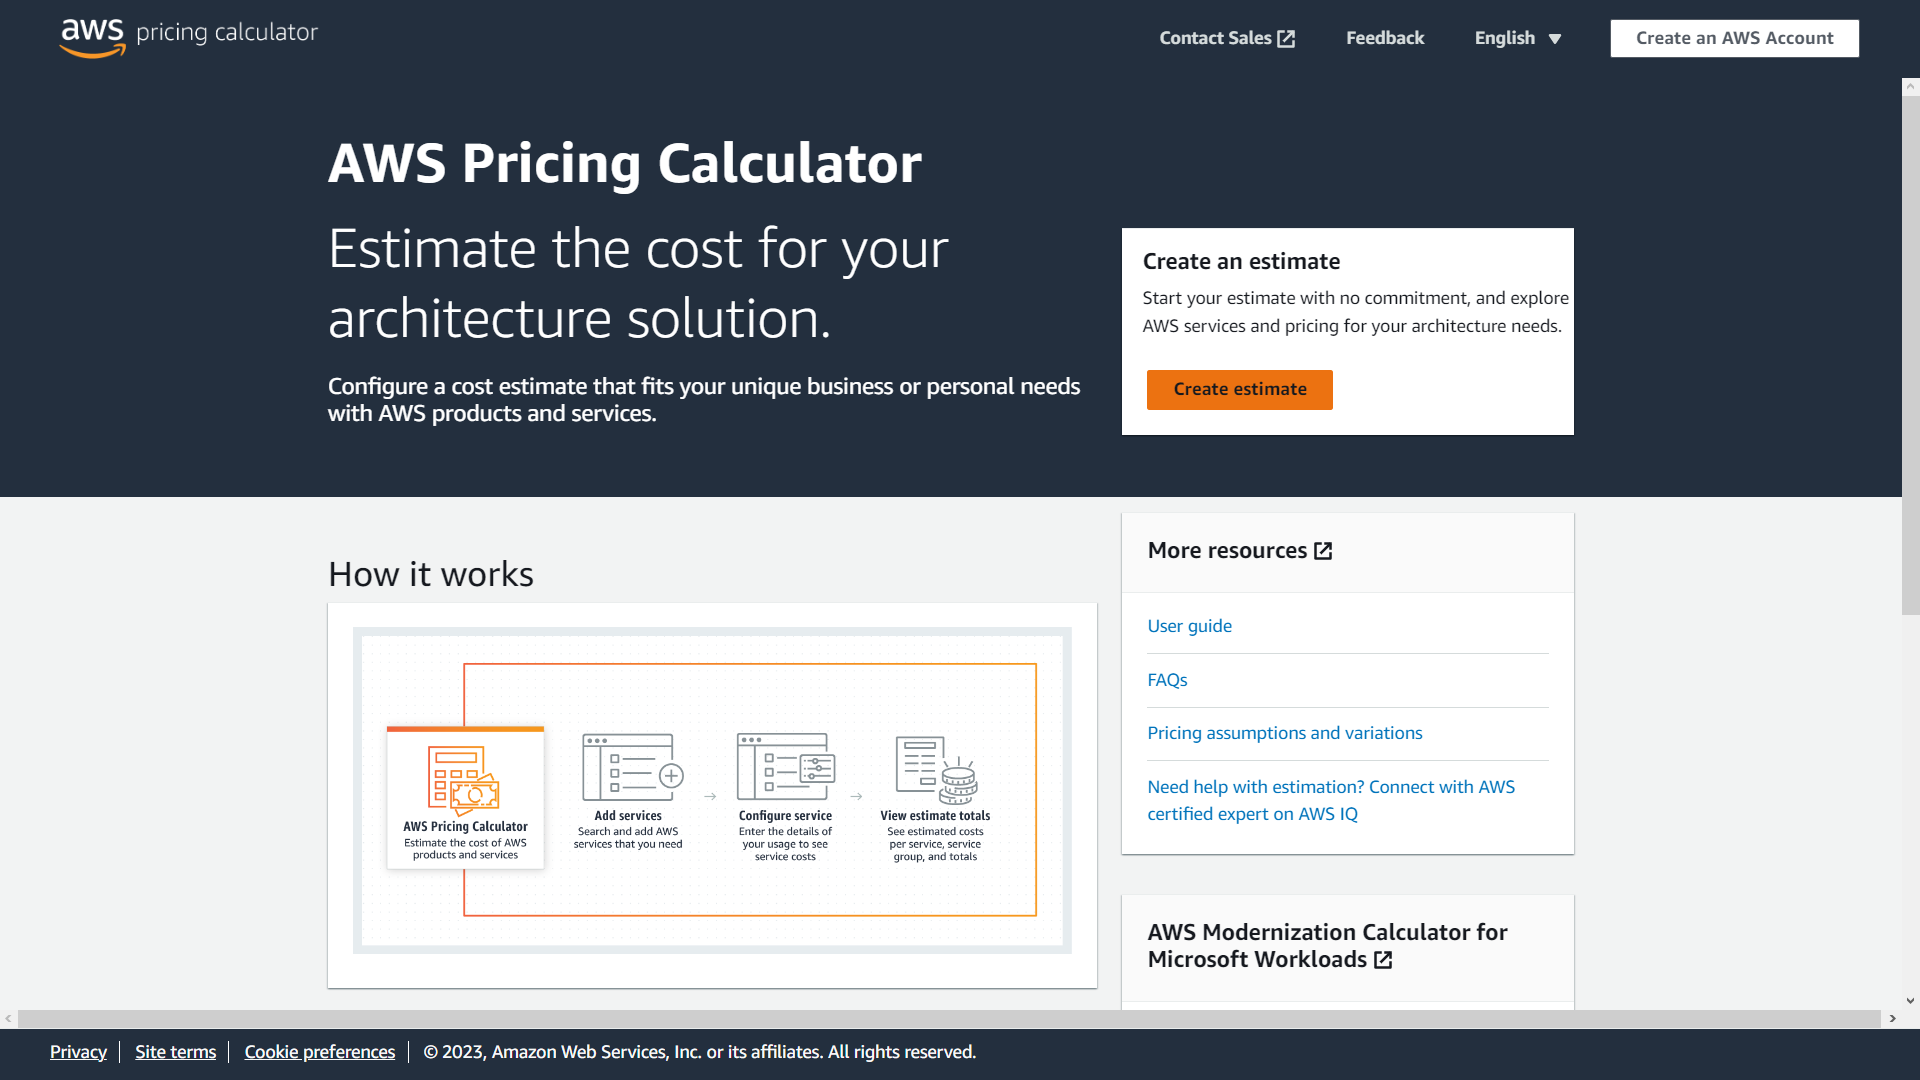 aws pricing calculator
Contact Sales
Feedback
English
Create an AWS Account
AWS Pricing Calculator
Estimate the cost for your
architecture solution.
Configure a cost estimate that fits your unique business or personal needs
with AWS products and services.
Create an estimate
Start your estimate with no commitment, and explore
AWS services and pricing for your architecture needs.
Create estimate
How it works
AWS Pricing Calculator
Estimate the cost of AWS
products and services
Add services
Search and add AWS
services that you need
Configure service
Enter the details of
your usage to see
service costs
View estimate totals
See estimated costs
per service, service
group, and totals
More resources
User guide
FAQs
Pricing assumptions and variations
Need help with estimation? Connect with AWS
certified expert on AWS IQ
AWS Modernization Calculator for
Microsoft Workloads
Privacy
Site terms
Cookie preferences
© 2023, Amazon Web Services, Inc. or its affiliates. All rights reserved.